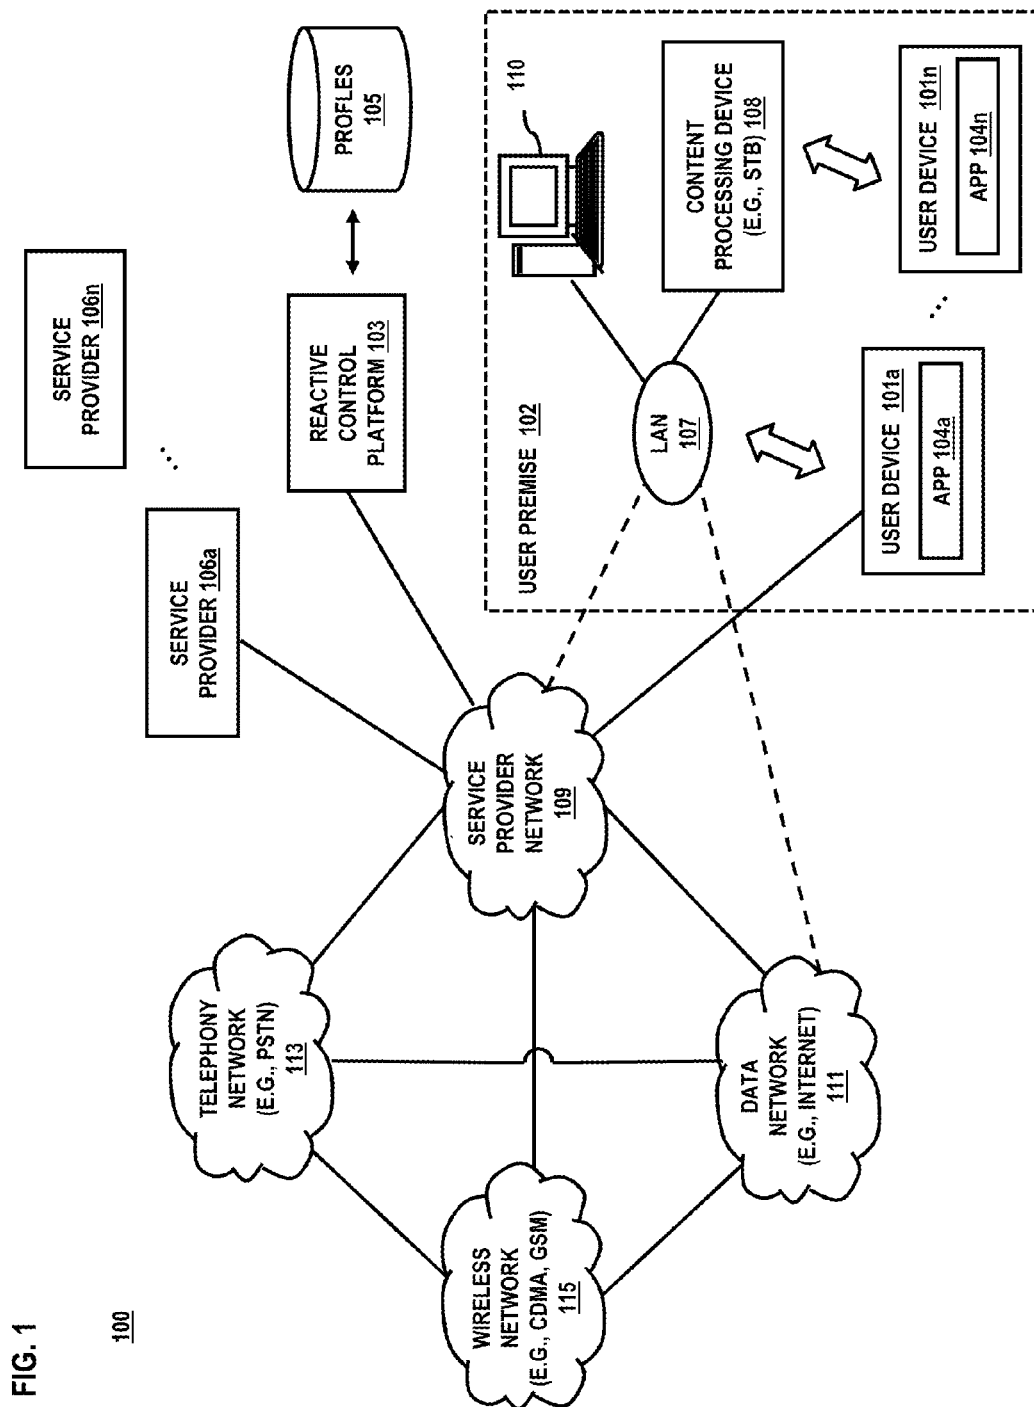 FIG. 1
100
WIRELESS
NETWORK
(E.G., CDMA, GSM)
115
TELEPHONY
NETWORK
(E.G., PSTN)
113
DATA
NETWORK
(E.G., INTERNET)
111
SERVICE
PROVIDER
NETWORK
109
SERVICE
PROVIDER 106a
...
SERVICE
PROVIDER 106n
REACTIVE
CONTROL
PLATFORM 103
PROFLES
105
USER PREMISE 102
LAN
107
110
CONTENT
PROCESSING DEVICE
(E.G., STB) 108
USER DEVICE 101a
APP 104a
...
USER DEVICE 101n
APP 104n